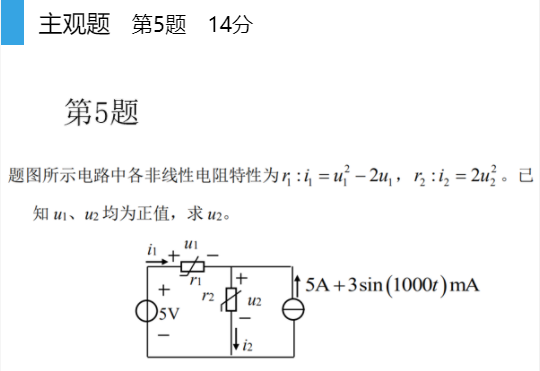 主观题 第5题 14分
第5题
题图所示电路中各非线性电阻特性为 r₁ : i₁ = u₁² − 2u₁ ， r₂ : i₂ = 2u₂² 。已
知 u₁、u₂ 均为正值，求 u₂。
i₁ + u₁ −
r₁
+ 5V −
r₂ + u₂ −
i₂
5A+3sin(1000t)mA